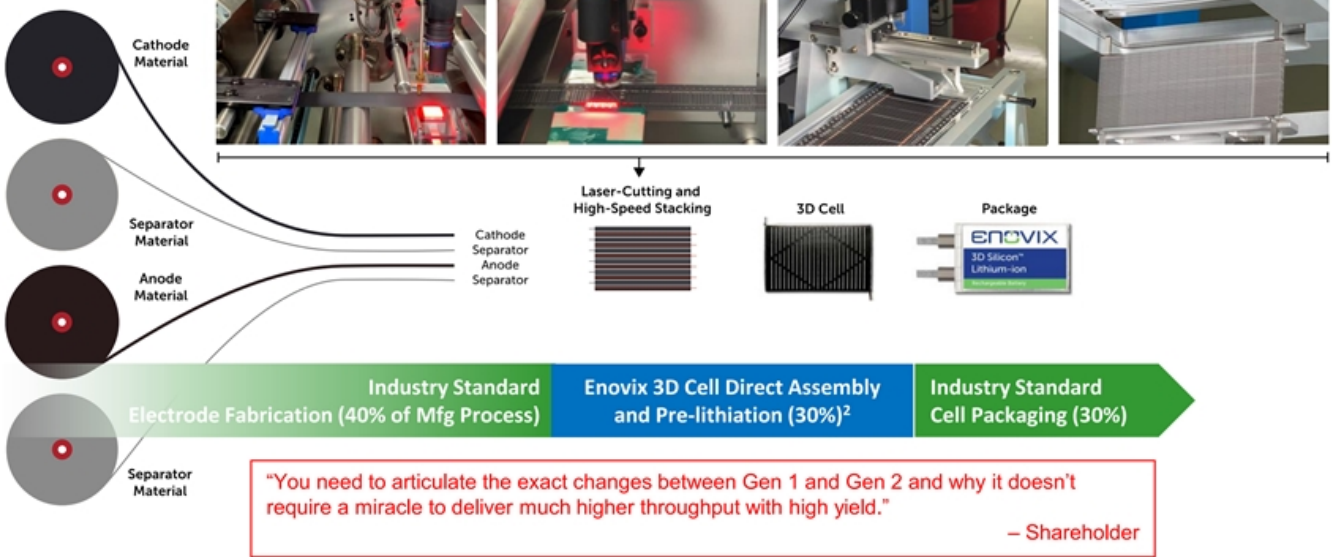 Cathode
Material
Separator
Material
Anode
Material
Separator
Material
Cathode
Separator
Anode
Separator
Laser-Cutting and
High-Speed Stacking
3D Cell
Package
ENOVIX
3D Silicon™
Lithium-ion
Rechargeable Battery
Industry Standard
Electrode Fabrication (40% of Mfg Process)
Enovix 3D Cell Direct Assembly
and Pre-lithiation (30%)²
Industry Standard
Cell Packaging (30%)
“You need to articulate the exact changes between Gen 1 and Gen 2 and why it doesn’t
require a miracle to deliver much higher throughput with high yield.”
– Shareholder